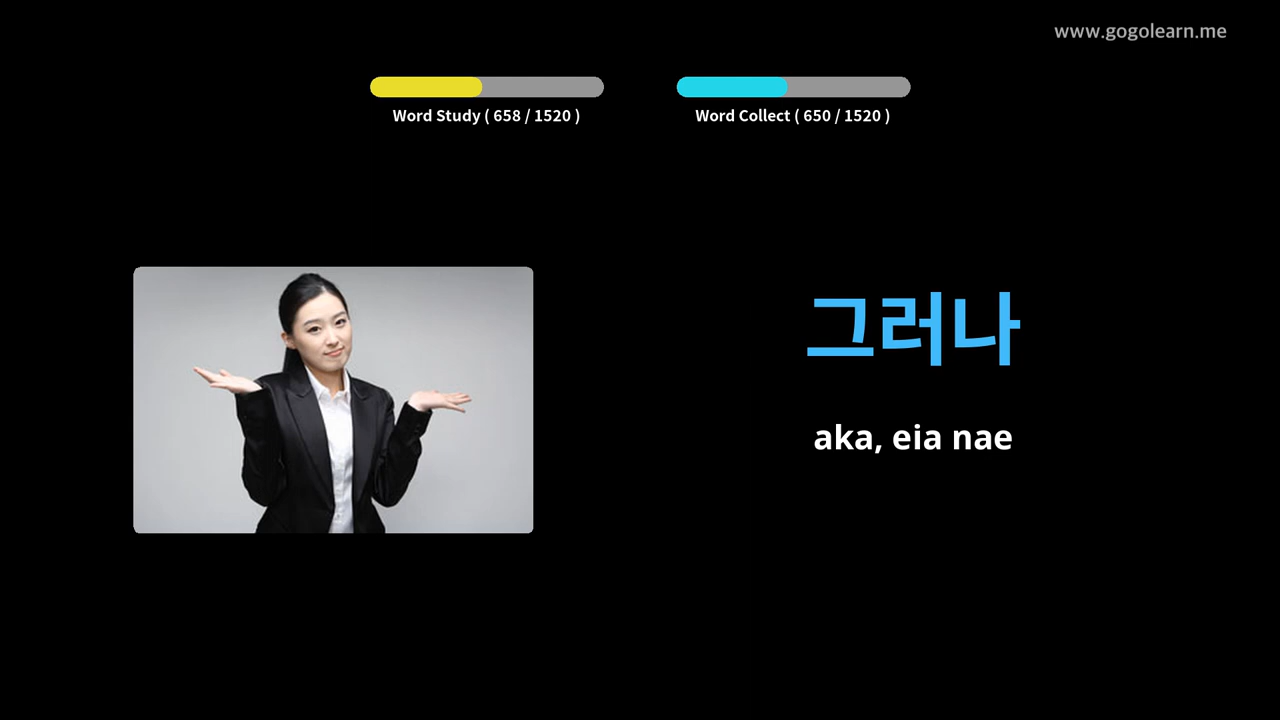 www.gogolearn.me
Word Study ( 658 / 1520 )
Word Collect ( 650 / 1520 )
그러나
aka, eia nae